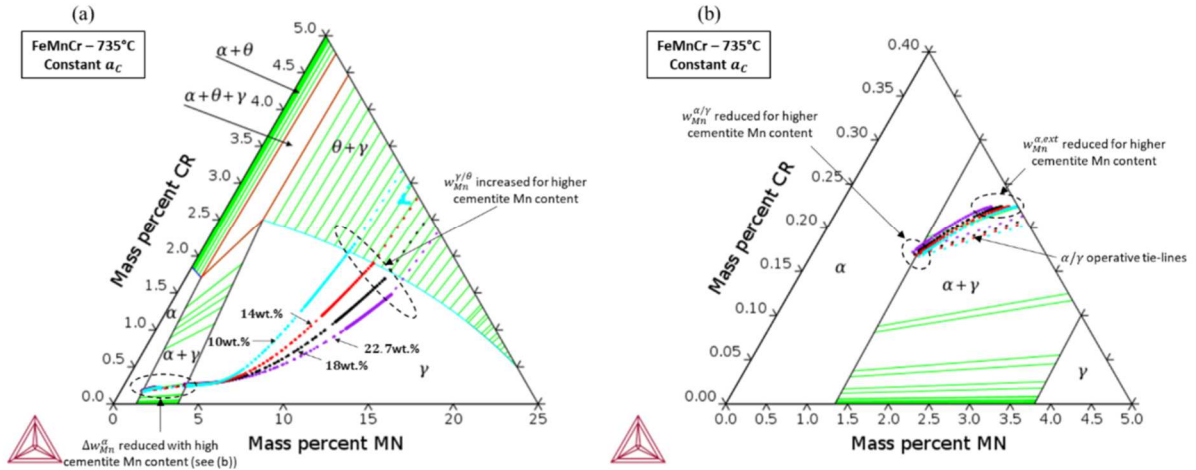 (a)
FeMnCr – 735°C
Constant a_C
α+θ
α+θ+γ
θ+γ
α
α+γ
γ
w_Mn^γ/θ increased for higher
cementite Mn content
14wt.%
10wt.%
18wt.%
22.7wt.%
Mass percent CR
5.0
4.5
4.0
3.5
3.0
2.5
2.0
1.5
1.0
0.5
0.0
0
5
10
15
20
25
Mass percent MN
Δw_Mn^α reduced with high
cementite Mn content (see (b))
(b)
FeMnCr – 735°C
Constant a_C
w_Mn^α/γ reduced for higher
cementite Mn content
w_Mn^α,ext reduced for higher
cementite Mn content
α/γ operative tie-lines
α
α+γ
γ
Mass percent CR
0.40
0.35
0.30
0.25
0.20
0.15
0.10
0.05
0.00
0.0
0.5
1.0
1.5
2.0
2.5
3.0
3.5
4.0
4.5
5.0
Mass percent MN